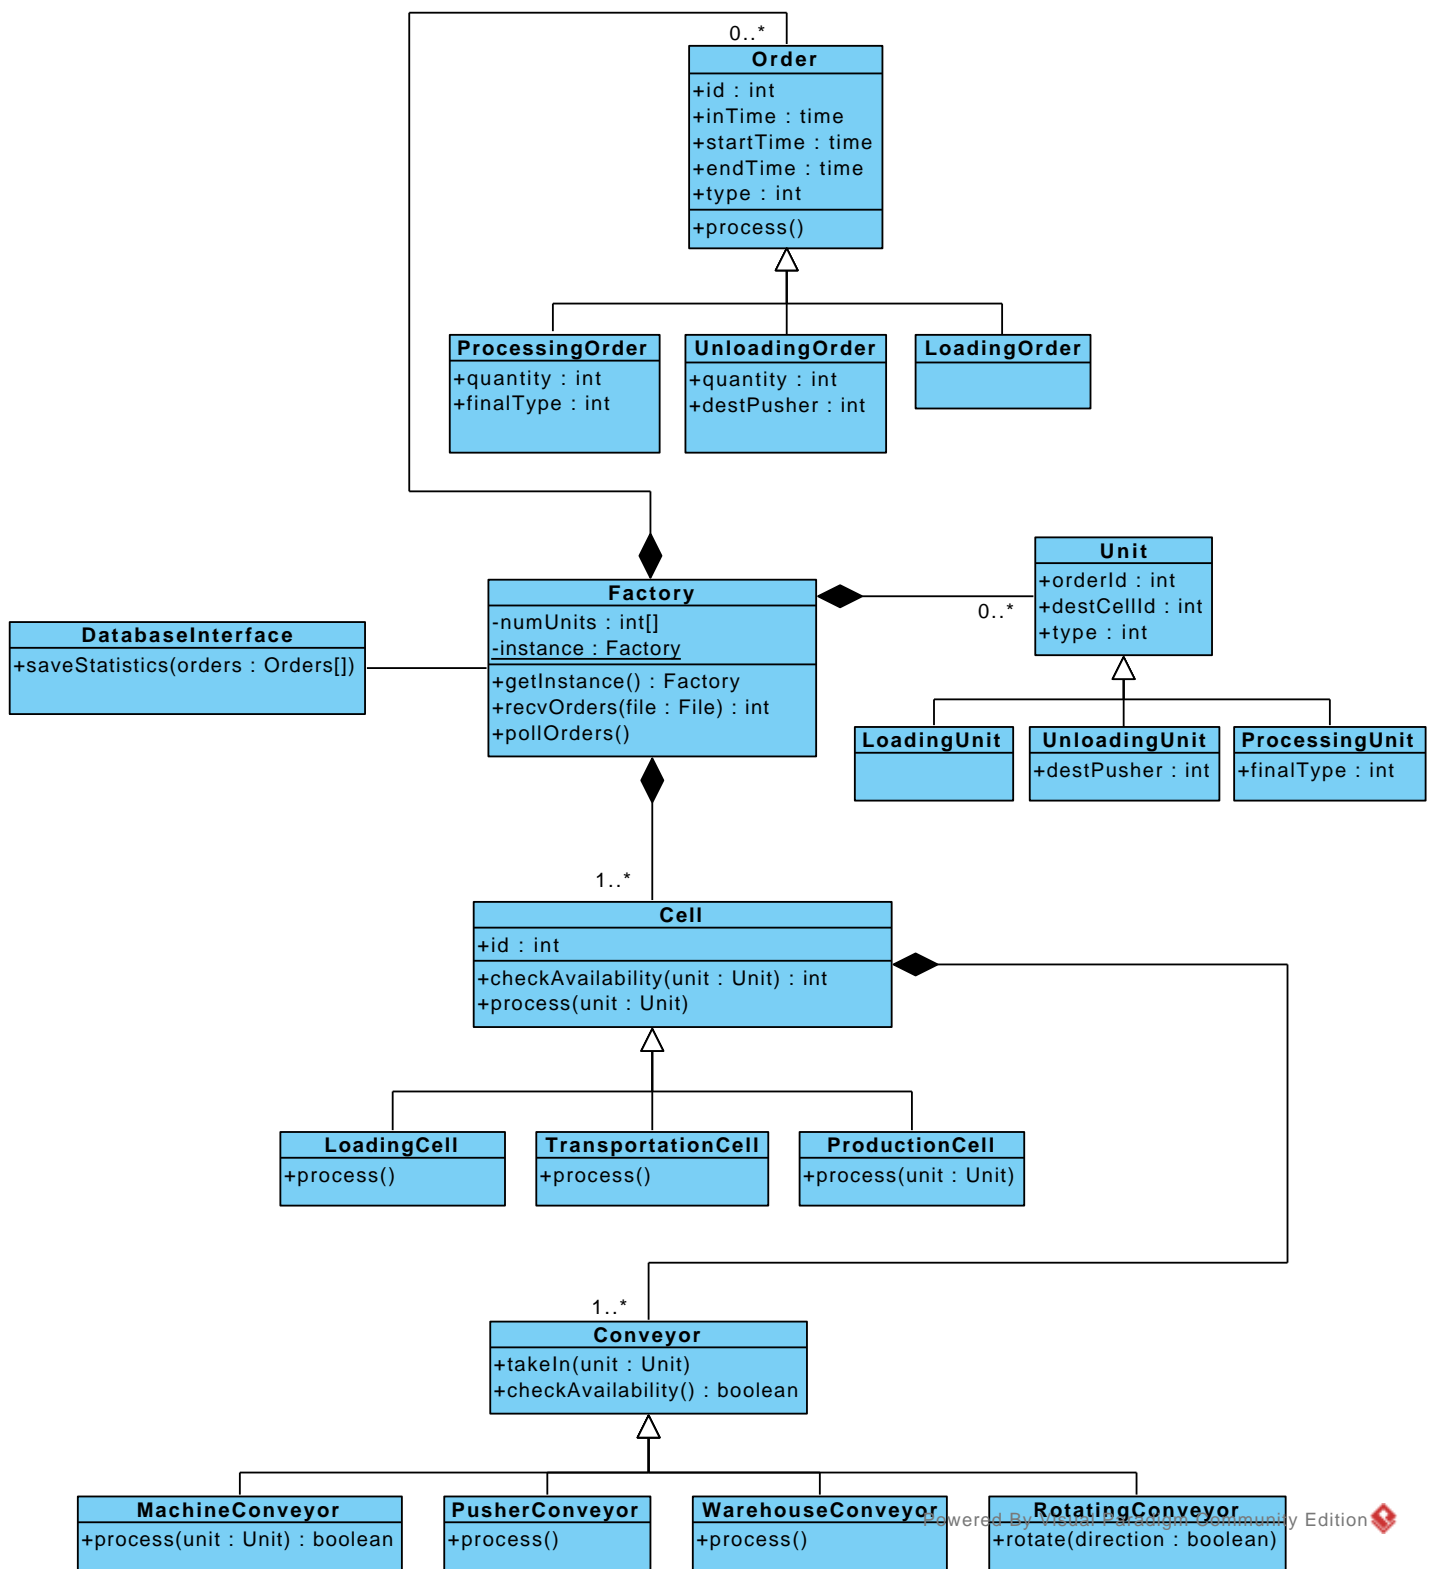 0..*
Order
+id : int
+inTime : time
+startTime : time
+endTime : time
+type : int
+process()
ProcessingOrder
+quantity : int
+finalType : int
UnloadingOrder
+quantity : int
+destPusher : int
LoadingOrder
Unit
+orderId : int
+destCellId : int
+type : int
0..*
Factory
-numUnits : int[]
-instance : Factory
+getInstance() : Factory
+recvOrders(file : File) : int
+pollOrders()
DatabaseInterface
+saveStatistics(orders : Orders[])
LoadingUnit
UnloadingUnit
+destPusher : int
ProcessingUnit
+finalType : int
1..*
Cell
+id : int
+checkAvailability(unit : Unit) : int
+process(unit : Unit)
LoadingCell
+process()
TransportationCell
+process()
ProductionCell
+process(unit : Unit)
1..*
Conveyor
+takeIn(unit : Unit)
+checkAvailability() : boolean
MachineConveyor
+process(unit : Unit) : boolean
PusherConveyor
+process()
WarehouseConveyor
+process()
RotatingConveyor
+rotate(direction : boolean)
Powered By Visual Paradigm Community Edition